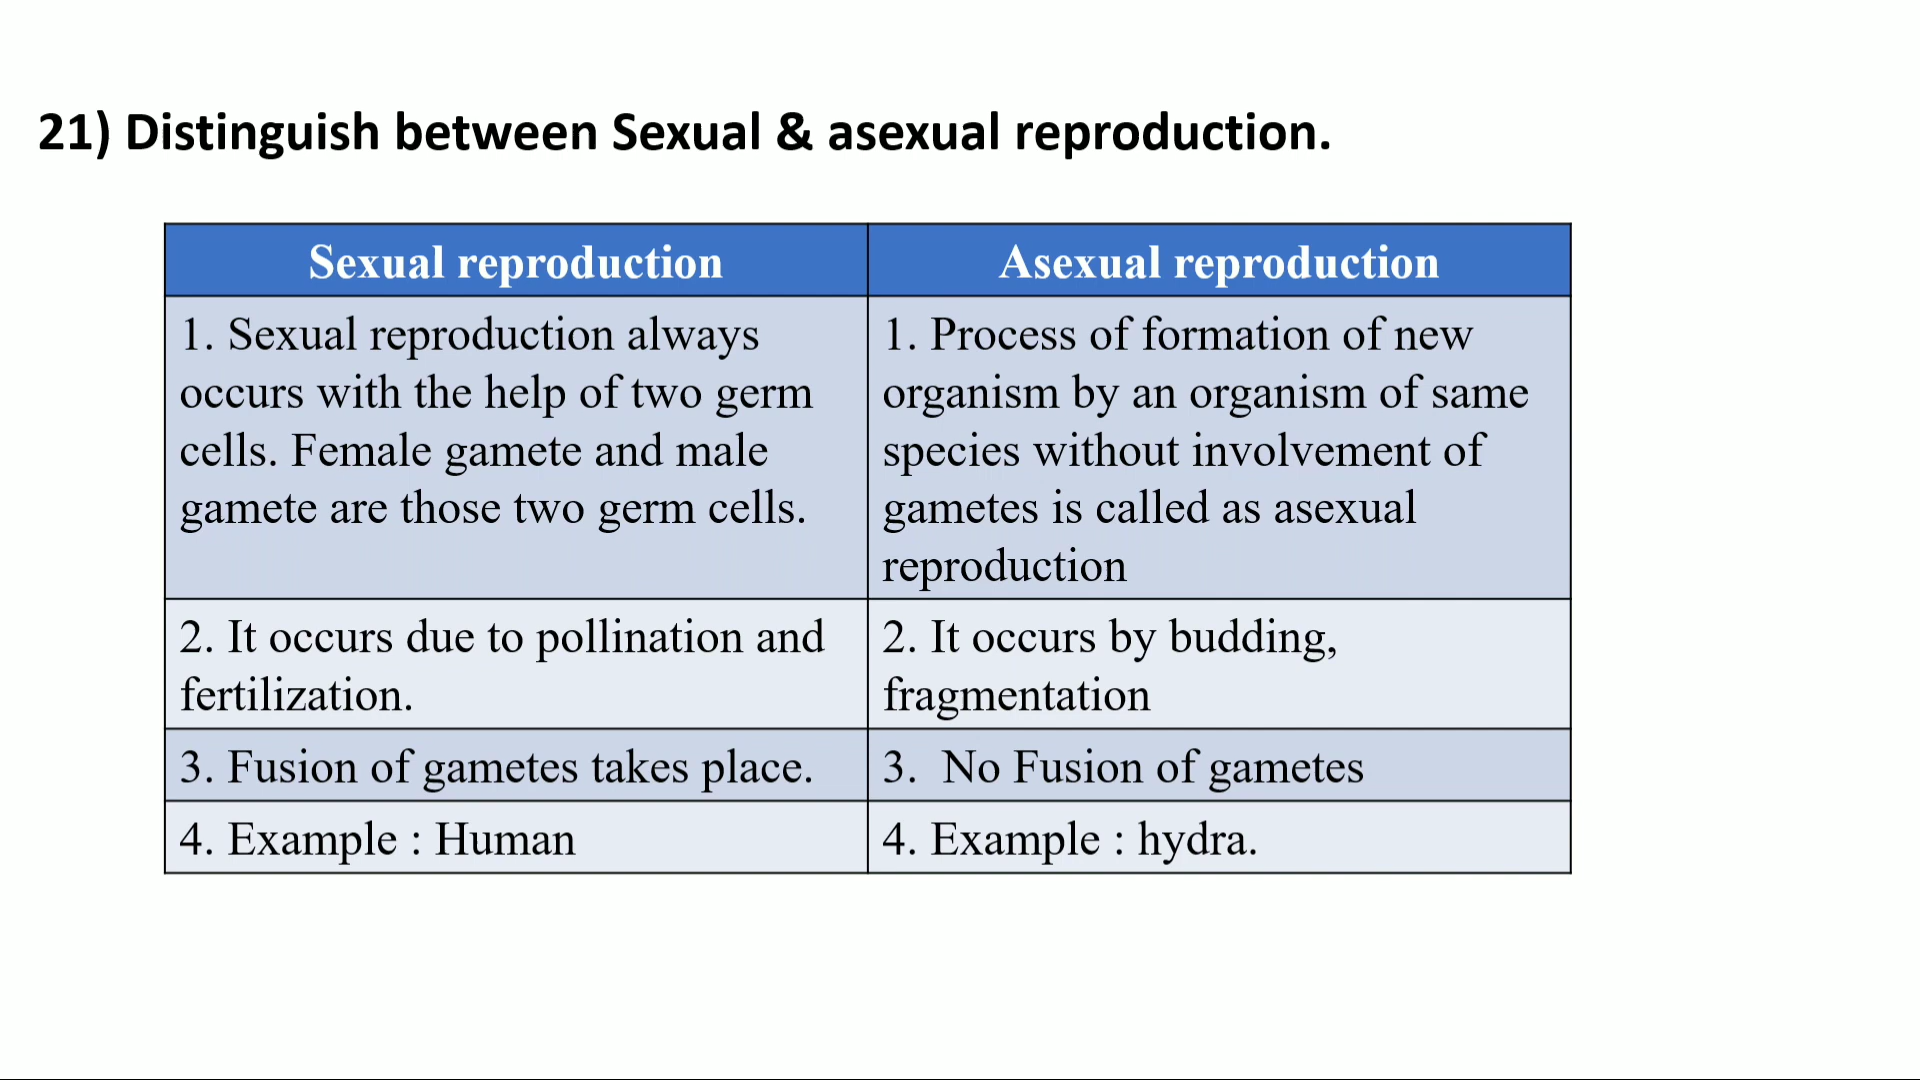 21) Distinguish between Sexual & asexual reproduction.
Sexual reproduction
Asexual reproduction
1. Sexual reproduction always
occurs with the help of two germ
cells. Female gamete and male
gamete are those two germ cells.
1. Process of formation of new
organism by an organism of same
species without involvement of
gametes is called as asexual
reproduction
2. It occurs due to pollination and
fertilization.
2. It occurs by budding,
fragmentation
3. Fusion of gametes takes place.
3.  No Fusion of gametes
4. Example : Human
4. Example : hydra.